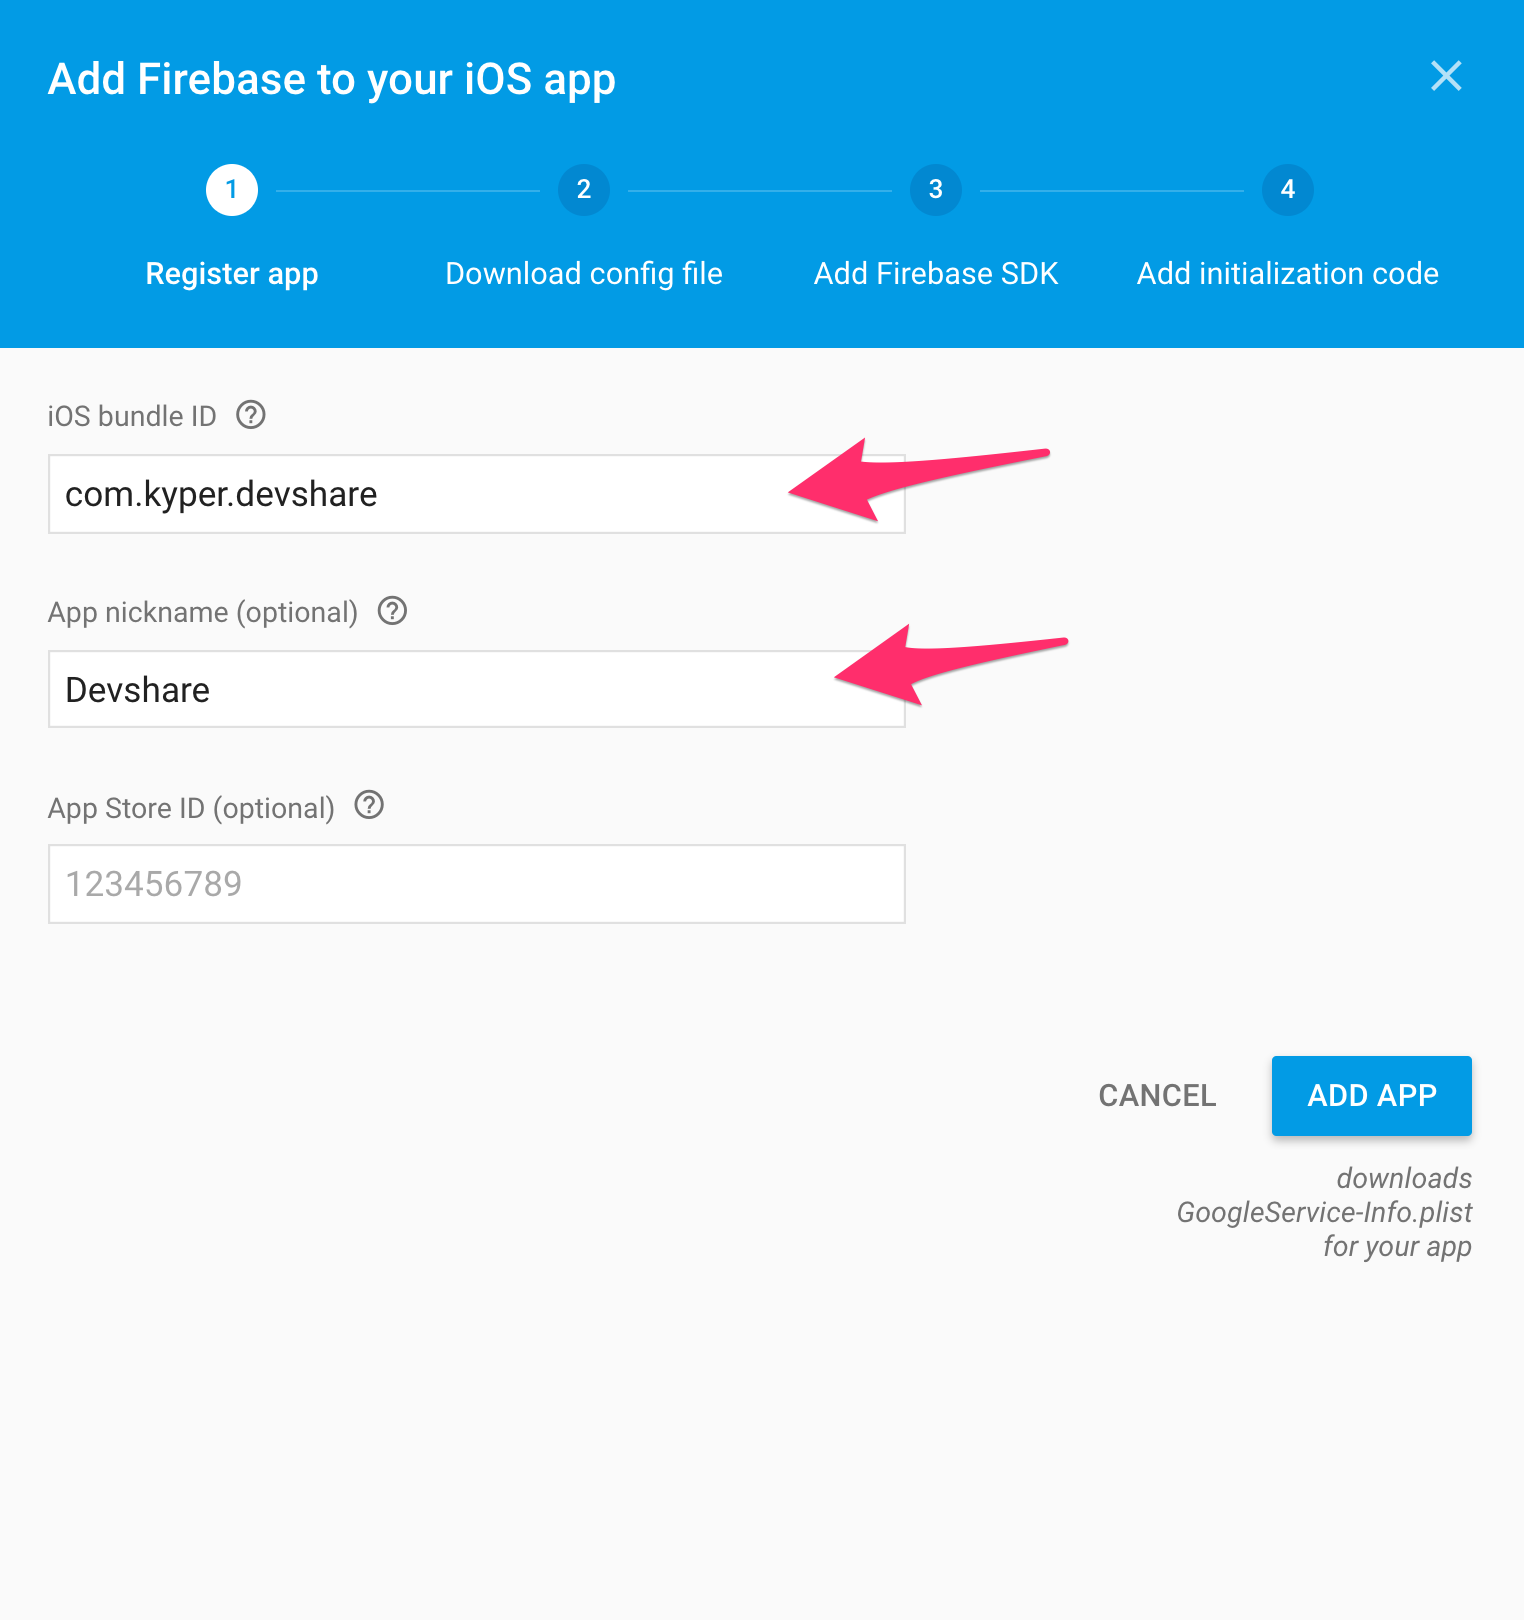 Add Firebase to your iOS app
1
2
3
4
Register app
Download config file
Add Firebase SDK
Add initialization code
iOS bundle ID
com.kyper.devshare
App nickname (optional)
Devshare
App Store ID (optional)
123456789
CANCEL
ADD APP
downloads
GoogleService-Info.plist
for your app